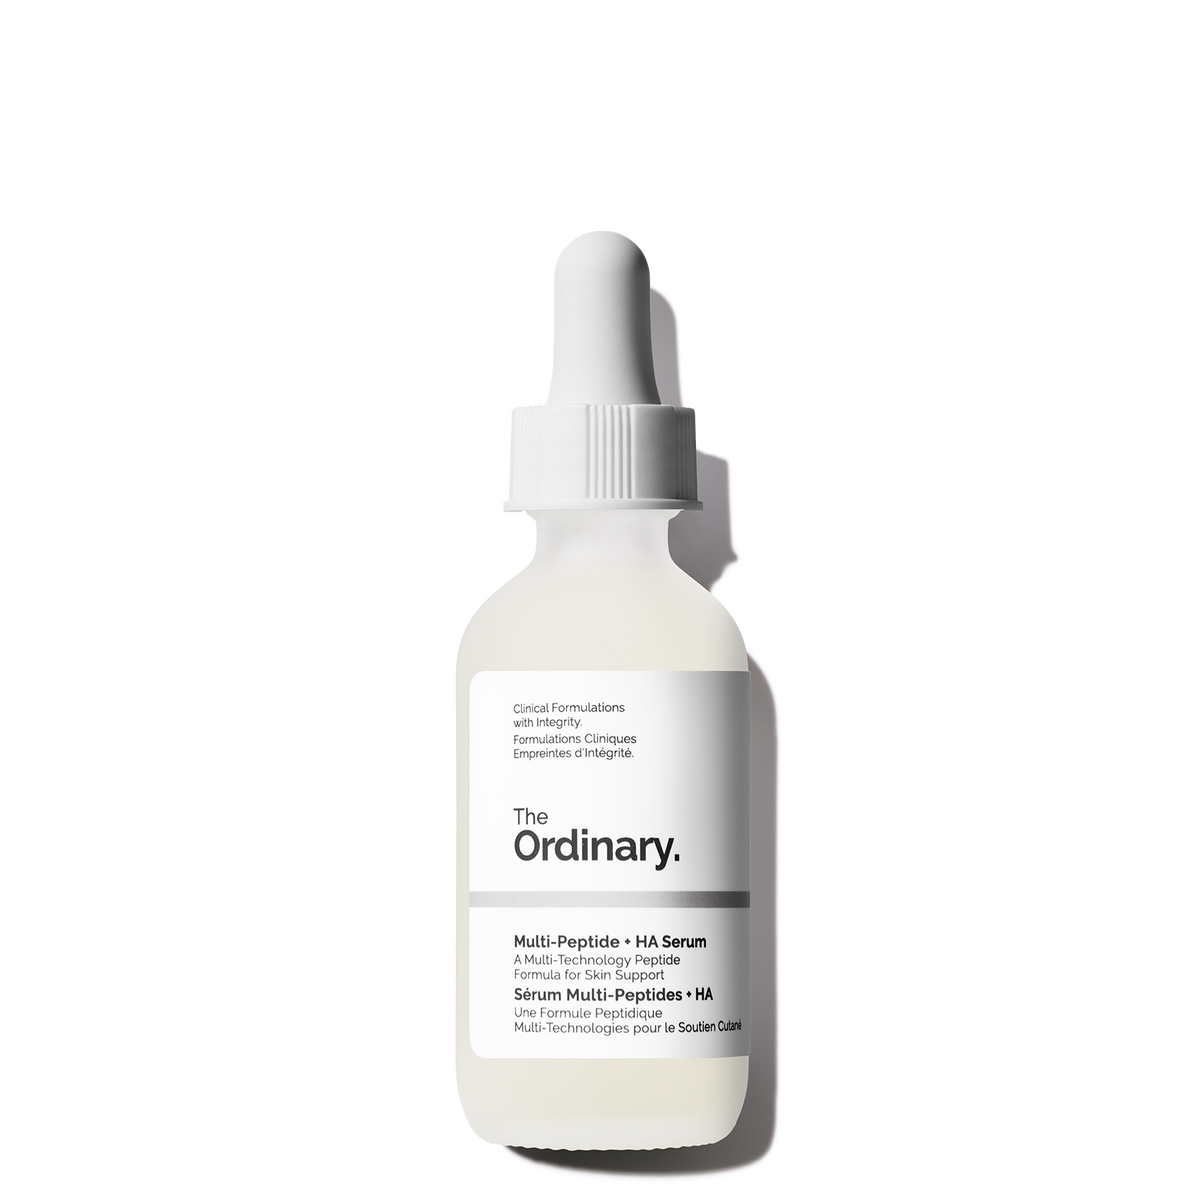 Clinical Formulations
with Integrity.
Formulations Cliniques
Empreintes d'Intégrité.
The
Ordinary.
Multi-Peptide + HA Serum
A Multi-Technology Peptide
Formula for Skin Support
Sérum Multi-Peptides + HA
Une Formule Peptidique
Multi-Technologies pour le Soutien Cutané